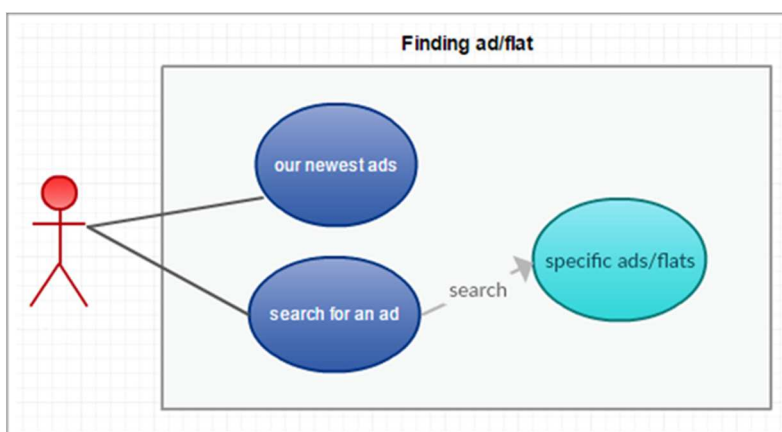 Finding ad/flat
our newest ads
specific ads/flats
search
search for an ad